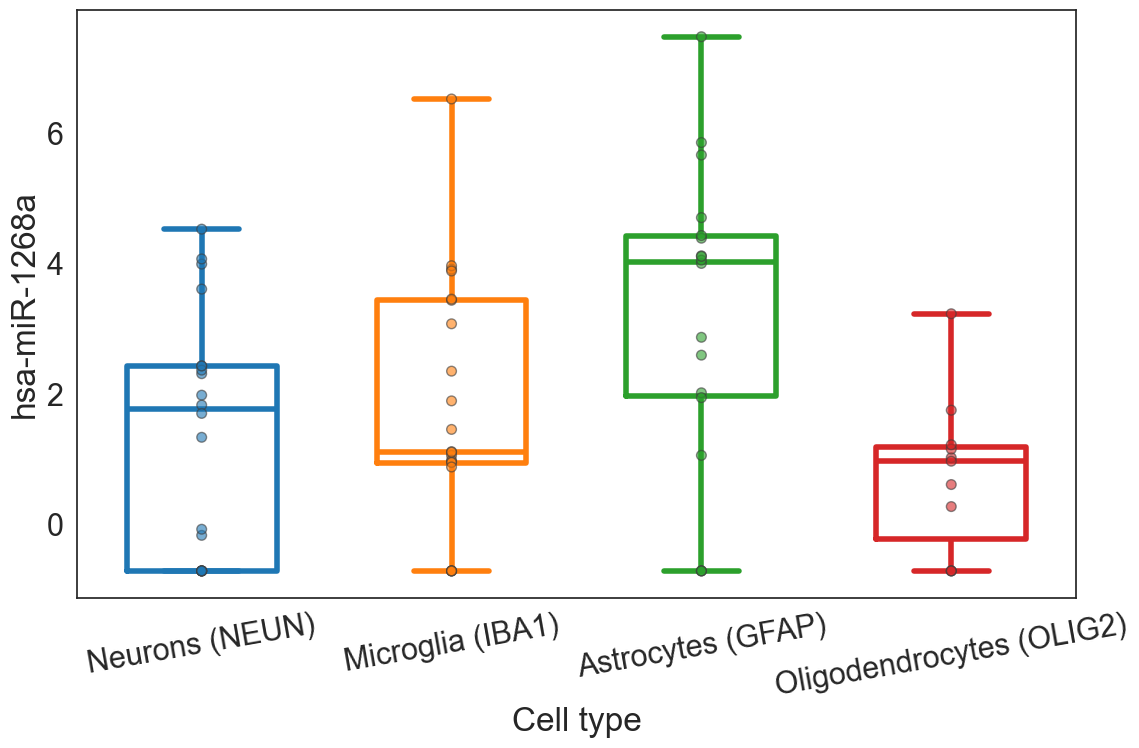 hsa-miR-1268a
6
4
2
0
Neurons (NEUN)
Microglia (IBA1)
Astrocytes (GFAP)
Oligodendrocytes (OLIG2)
Cell type